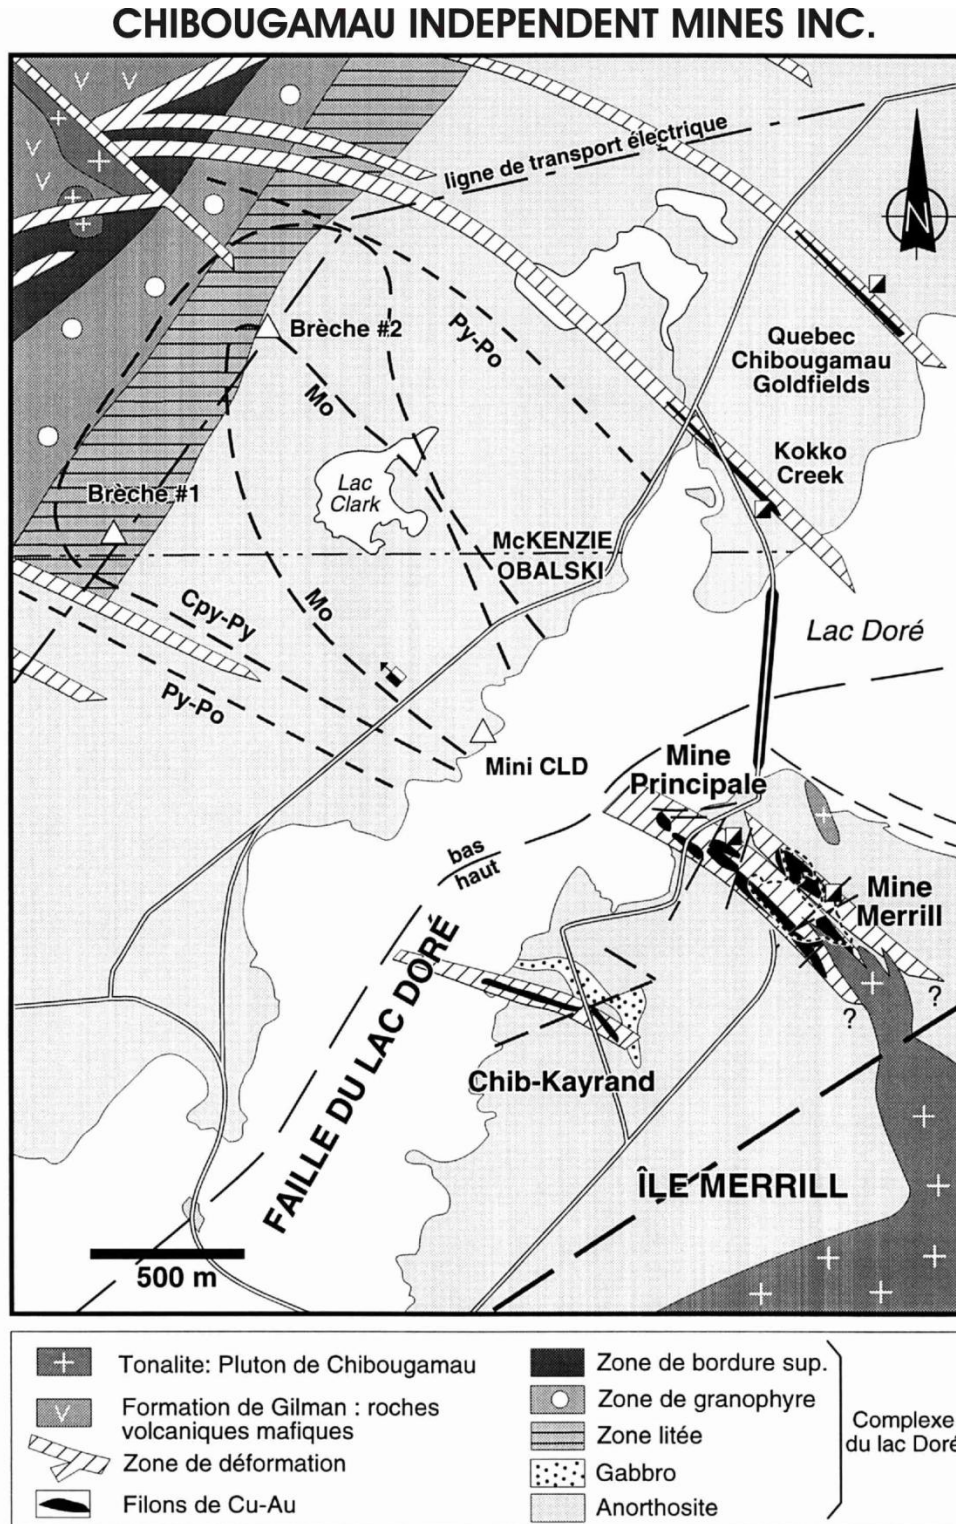 CHIBOUGAMAU INDEPENDENT MINES INC.
ligne de transport électrique
N
Brèche #2
Py-Po
Quebec
Chibougamau
Goldfields
Mo
Kokko
Creek
Lac
Clark
Brèche #1
McKENZIE
OBALSKI
Mo
Cpy-Py
Lac Doré
Py-Po
Mini CLD
Mine
Principale
bas
haut
Mine
Merrill
FAILLE DU LAC DORÉ
?
?
Chib-Kayrand
ÎLE MERRILL
500 m
Tonalite: Pluton de Chibougamau
Formation de Gilman : roches
volcaniques mafiques
Zone de déformation
Filons de Cu-Au
Zone de bordure sup.
Zone de granophyre
Zone litée
Gabbro
Anorthosite
Complexe
du lac Doré